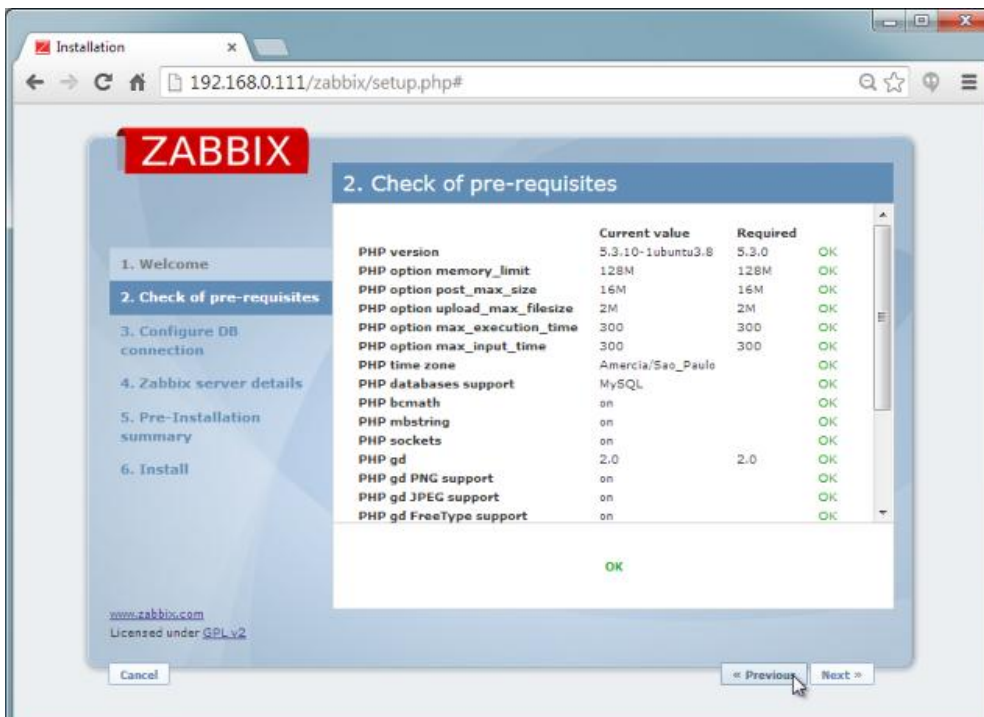 Installation
192.168.0.111/zabbix/setup.php#
ZABBIX
2. Check of pre-requisites
1. Welcome
2. Check of pre-requisites
3. Configure DB
connection
4. Zabbix server details
5. Pre-Installation
summary
6. Install
Current value Required
PHP version 5.3.10-1ubuntu3.8 5.3.0 OK
PHP option memory_limit 128M 128M OK
PHP option post_max_size 16M 16M OK
PHP option upload_max_filesize 2M 2M OK
PHP option max_execution_time 300 300 OK
PHP option max_input_time 300 300 OK
PHP time zone Amercia/Sao_Paulo OK
PHP databases support MySQL OK
PHP bcmath on OK
PHP mbstring on OK
PHP sockets on OK
PHP gd 2.0 2.0 OK
PHP gd PNG support on OK
PHP gd JPEG support on OK
PHP gd FreeType support on OK
OK
www.zabbix.com
Licensed under GPL v2
Cancel
« Previous
Next »